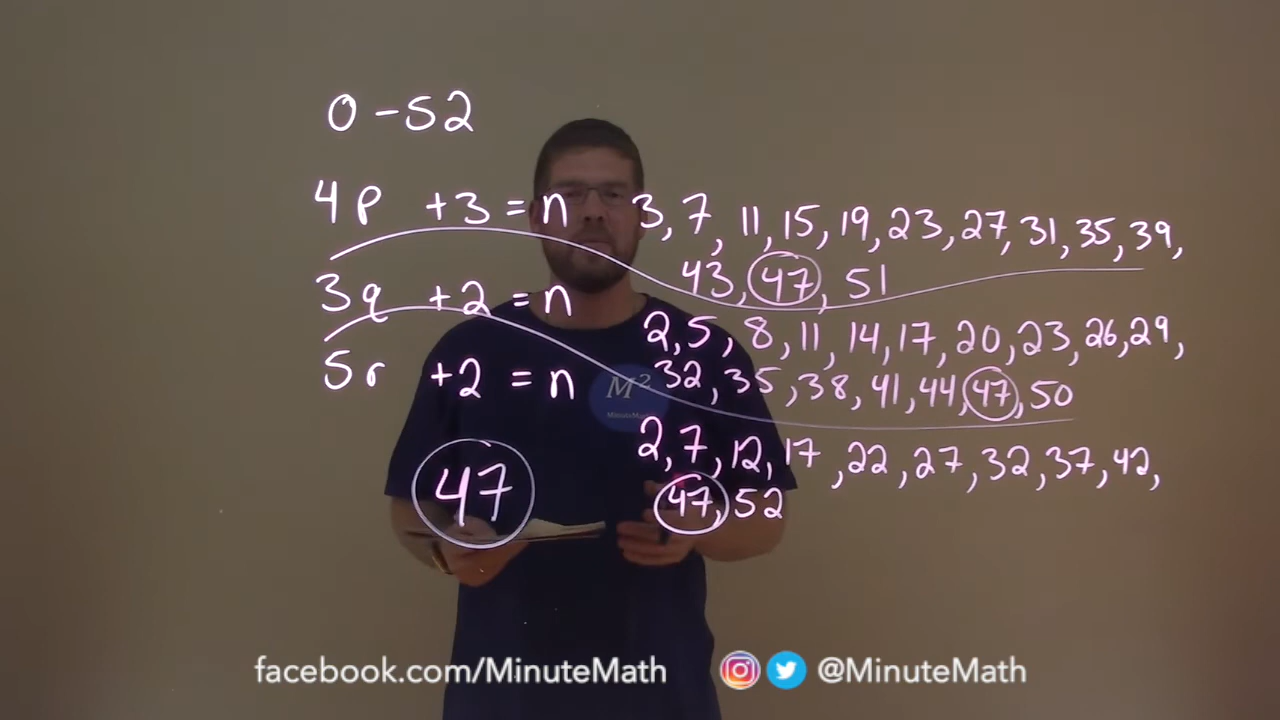 0-52
4p +3 = n 3, 7, 11, 15, 19, 23, 27, 31, 35, 39,
43, 47, 51
3q +2 = n
2, 5, 8, 11, 14, 17, 20, 23, 26, 29,
32, 35, 38, 41, 44, 47, 50
5r +2 = n
M²
MinuteMath
2, 7, 12, 17, 22, 27, 32, 37, 42,
47, 52
47
facebook.com/MinuteMath @MinuteMath